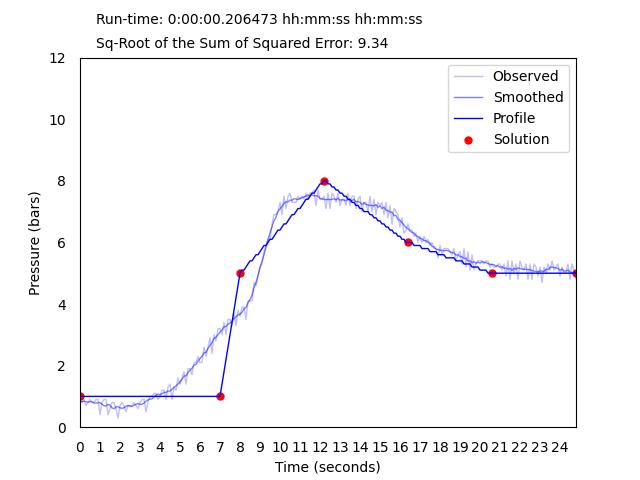 Run-time: 0:00:00.206473 hh:mm:ss hh:mm:ss
Sq-Root of the Sum of Squared Error: 9.34
12
10
8
6
4
2
0
Pressure (bars)
Observed
Smoothed
Profile
Solution
0 1 2 3 4 5 6 7 8 9 10 11 12 13 14 15 16 17 18 19 20 21 22 23 24
Time (seconds)